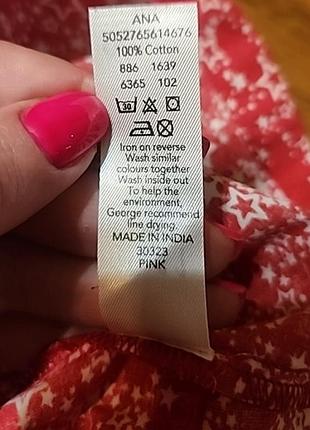 ANA
5052765614676
100% Cotton
886 1639
6365 102
30
Iron on reverse
Wash similar
colours together
Wash inside out
To help the
environment,
George recommend
line drying.
MADE IN INDIA
30323
PINK